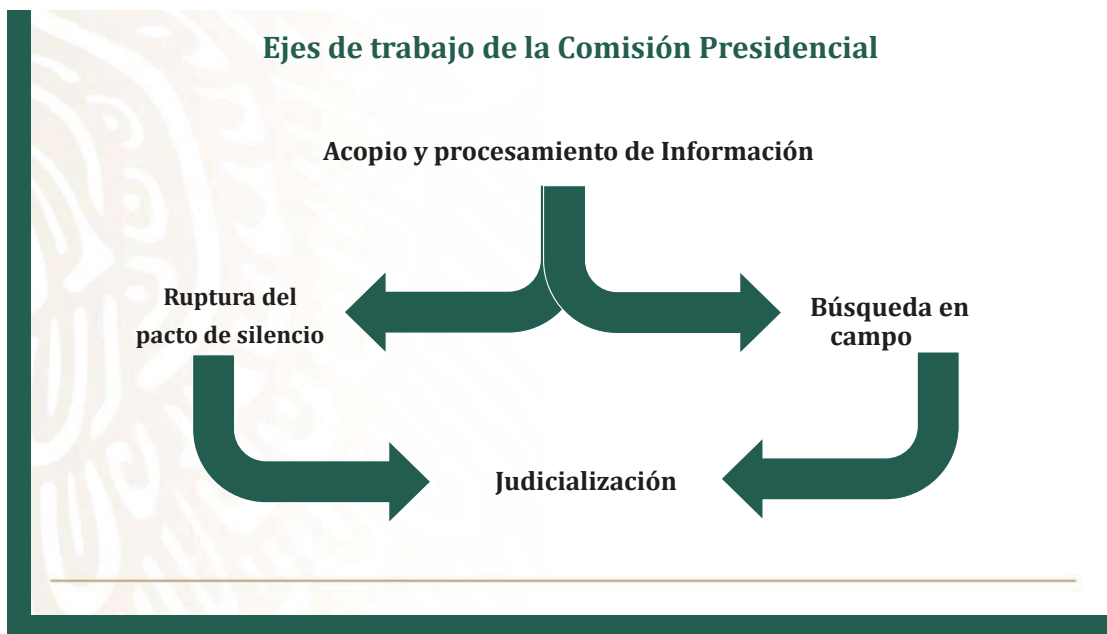 Ejes de trabajo de la Comisión Presidencial
Acopio y procesamiento de Información
Ruptura del
pacto de silencio
Búsqueda en
campo
Judicialización